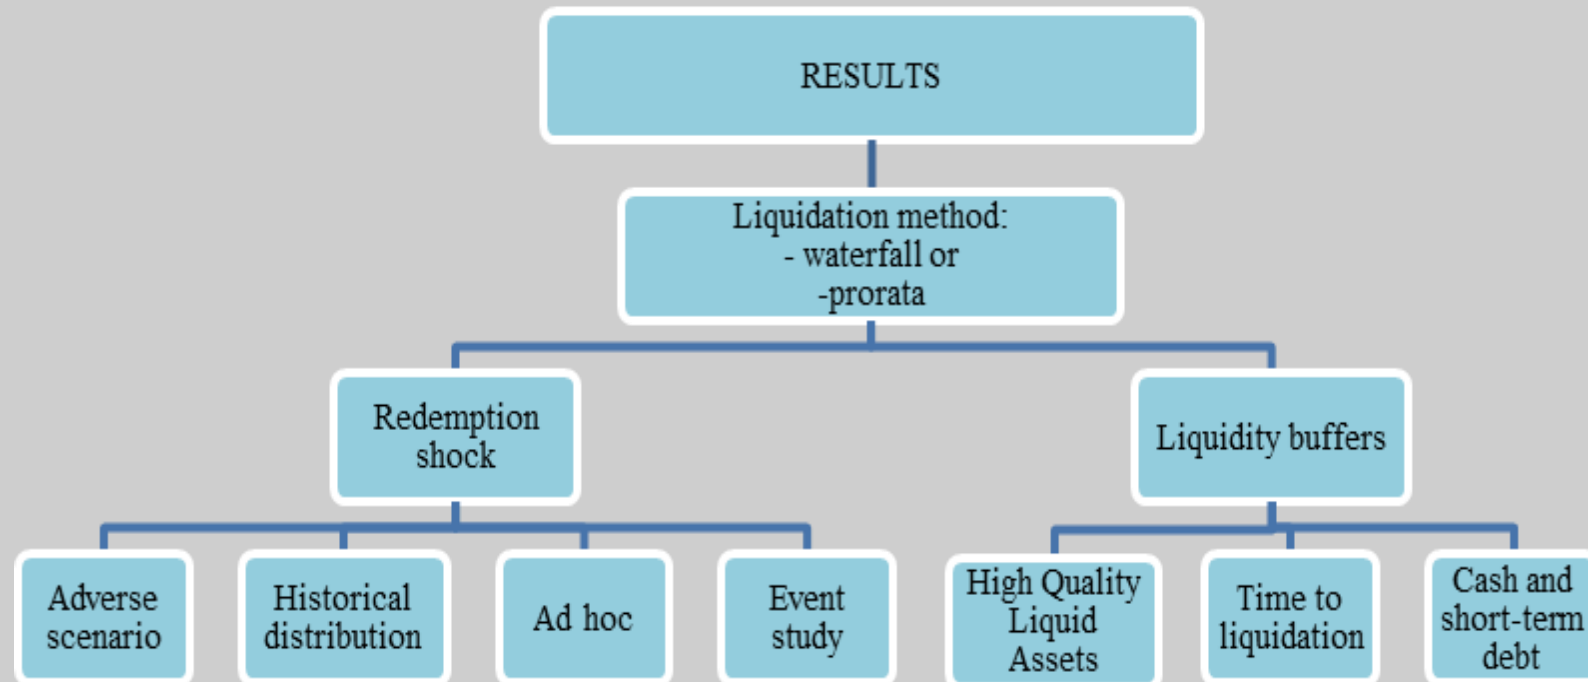 RESULTS
Liquidation method:
- waterfall or
-prorata
Redemption
shock
Liquidity buffers
Adverse
scenario
Historical
distribution
Ad hoc
Event
study
High Quality
Liquid
Assets
Time to
liquidation
Cash and
short-term
debt